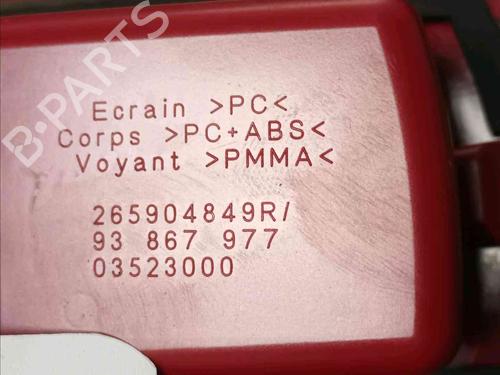 B-PARTS
Ecrain >PC<
Corps >PC+ABS<
Voyant >PMMA<
265904849R/
93 867 977
03523000